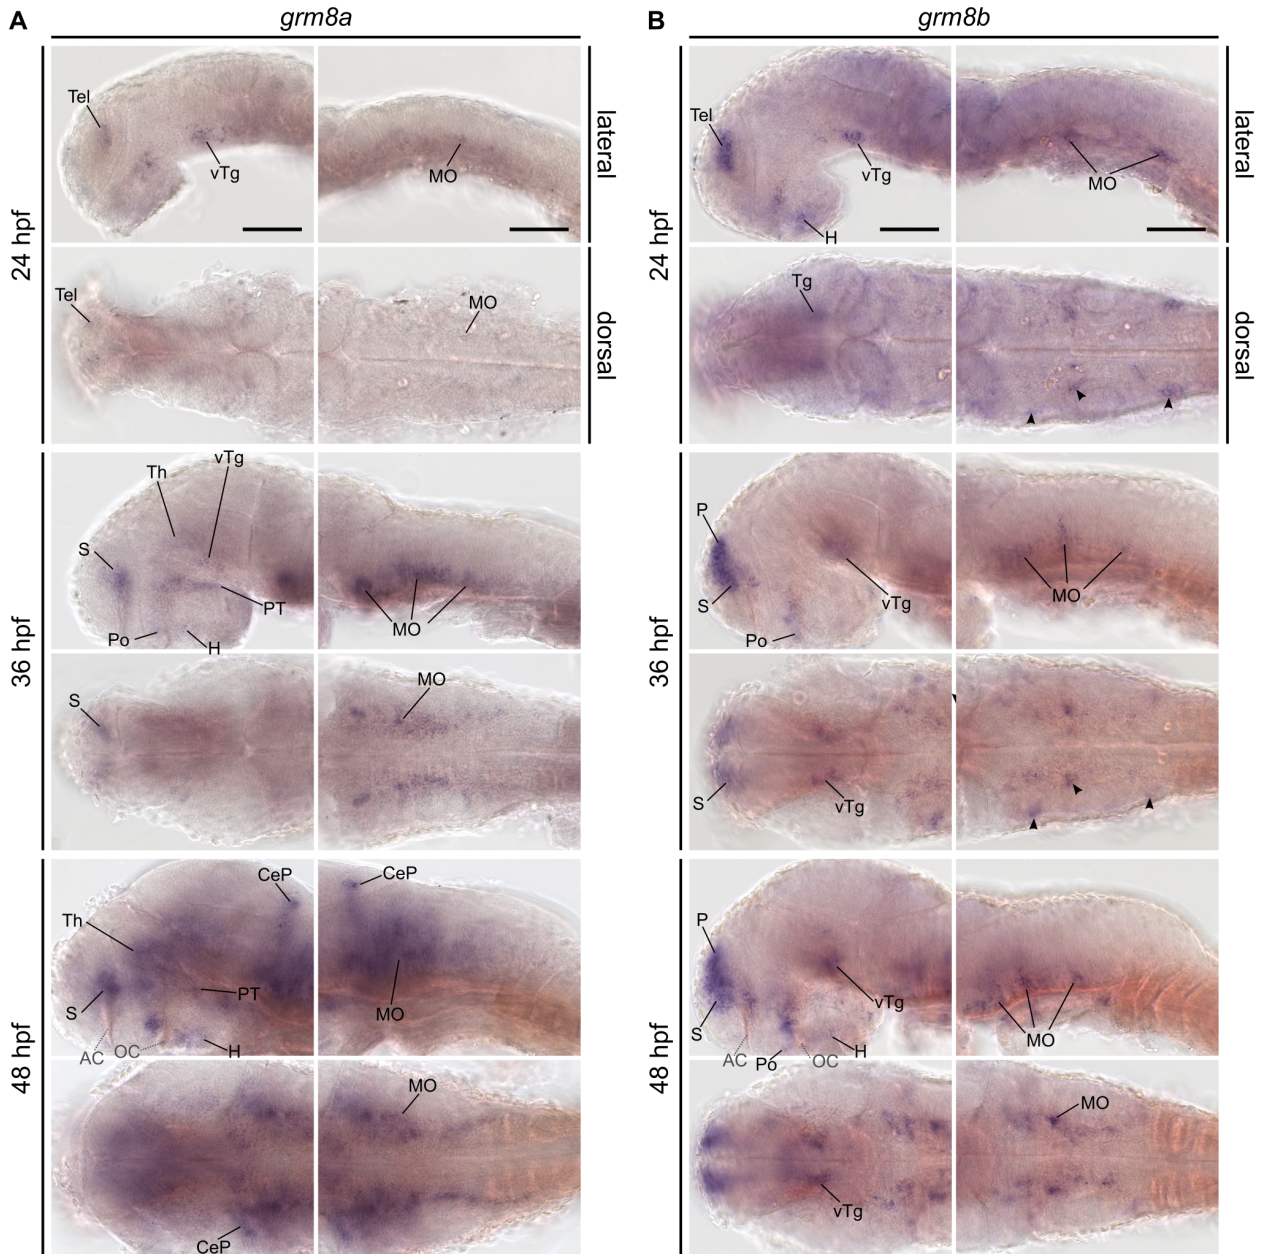 A
grm8a
24 hpf
lateral
Tel
vTg
MO
dorsal
Tel
MO
36 hpf
Th
vTg
S
PT
Po
H
MO
S
MO
48 hpf
CeP
CeP
Th
S
PT
MO
AC
OC
H
MO
CeP
B
grm8b
24 hpf
lateral
Tel
vTg
MO
H
dorsal
Tg
36 hpf
P
S
vTg
MO
Po
S
vTg
48 hpf
P
vTg
S
MO
AC
Po
OC
H
MO
vTg